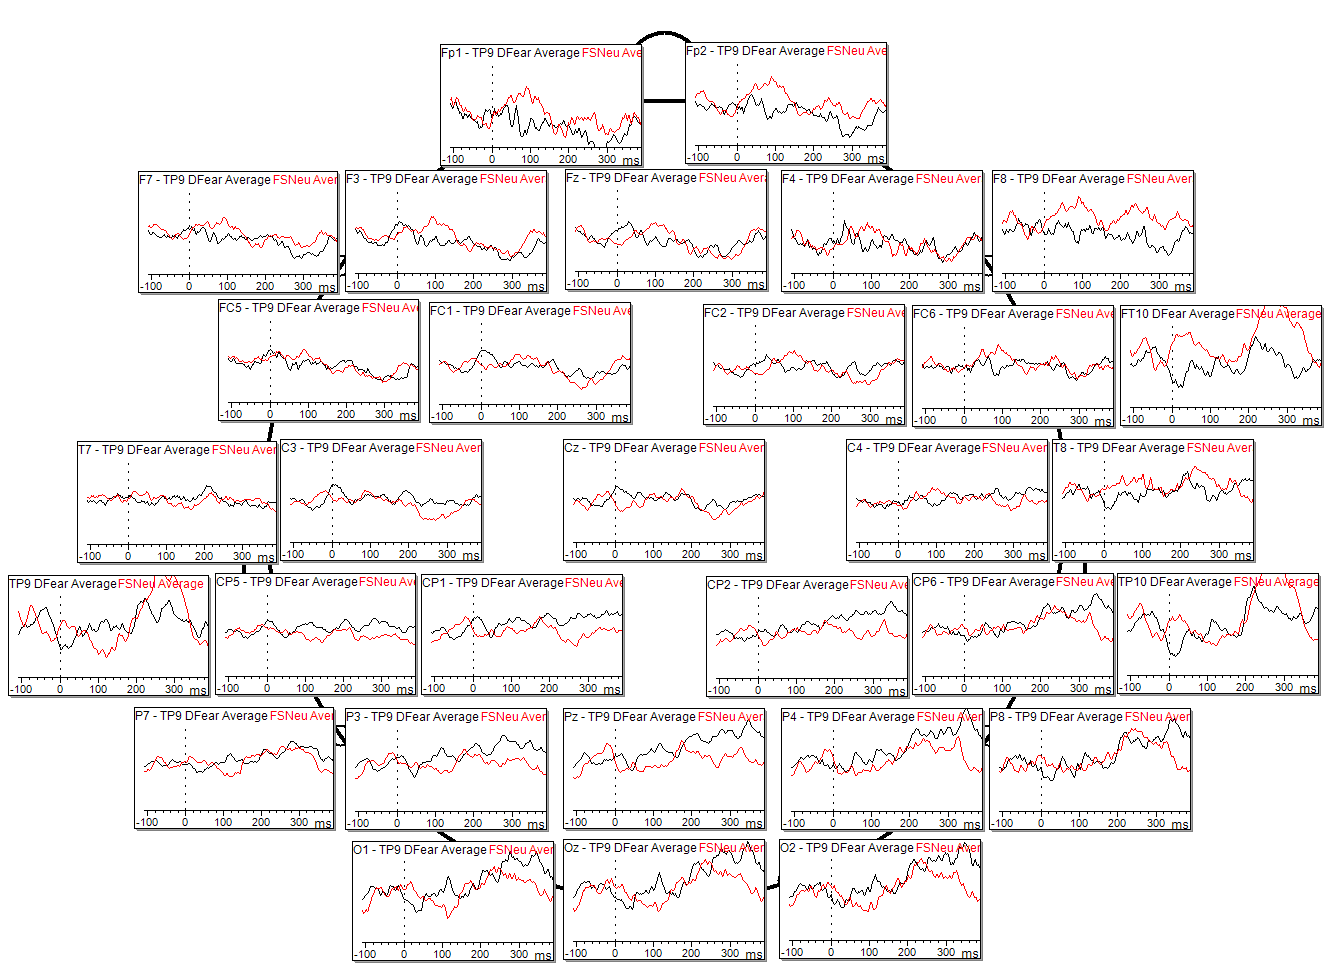 Fp1 - TP9 DFear Average FSNeu Ave
-100 0 100 200 300 ms
Fp2 - TP9 DFear Average FSNeu Ave
-100 0 100 200 300 ms
F7 - TP9 DFear Average FSNeu Aver
-100 0 100 200 300 ms
F3 - TP9 DFear Average FSNeu Aver
-100 0 100 200 300 ms
Fz - TP9 DFear Average FSNeu Avera
-100 0 100 200 300 ms
F4 - TP9 DFear Average FSNeu Aver
-100 0 100 200 300 ms
F8 - TP9 DFear Average FSNeu Aver
-100 0 100 200 300 ms
FC5 - TP9 DFear Average FSNeu Av
-100 0 100 200 300 ms
FC1 - TP9 DFear Average FSNeu Av
-100 0 100 200 300 ms
FC2 - TP9 DFear Average FSNeu Av
-100 0 100 200 300 ms
FC6 - TP9 DFear Average FSNeu Av
-100 0 100 200 300 ms
FT10 DFear Average FSNeu Average
-100 0 100 200 300 ms
T7 - TP9 DFear Average FSNeu Aver
-100 0 100 200 300 ms
C3 - TP9 DFear Average FSNeu Aver
-100 0 100 200 300 ms
Cz - TP9 DFear Average FSNeu Aver
-100 0 100 200 300 ms
C4 - TP9 DFear Average FSNeu Aver
-100 0 100 200 300 ms
T8 - TP9 DFear Average FSNeu Aver
-100 0 100 200 300 ms
TP9 DFear Average FSNeu Average
-100 0 100 200 300 ms
CP5 - TP9 DFear Average FSNeu Av
-100 0 100 200 300 ms
CP1 - TP9 DFear Average FSNeu Av
-100 0 100 200 300 ms
CP2 - TP9 DFear Average FSNeu Av
-100 0 100 200 300 ms
CP6 - TP9 DFear Average FSNeu Av
-100 0 100 200 300 ms
TP10 DFear Average FSNeu Average
-100 0 100 200 300 ms
P7 - TP9 DFear Average FSNeu Aver
-100 0 100 200 300 ms
P3 - TP9 DFear Average FSNeu Aver
-100 0 100 200 300 ms
Pz - TP9 DFear Average FSNeu Aver
-100 0 100 200 300 ms
P4 - TP9 DFear Average FSNeu Aver
-100 0 100 200 300 ms
P8 - TP9 DFear Average FSNeu Aver
-100 0 100 200 300 ms
O1 - TP9 DFear Average FSNeu Aver
-100 0 100 200 300 ms
Oz - TP9 DFear Average FSNeu Aver
-100 0 100 200 300 ms
O2 - TP9 DFear Average FSNeu Aver
-100 0 100 200 300 ms